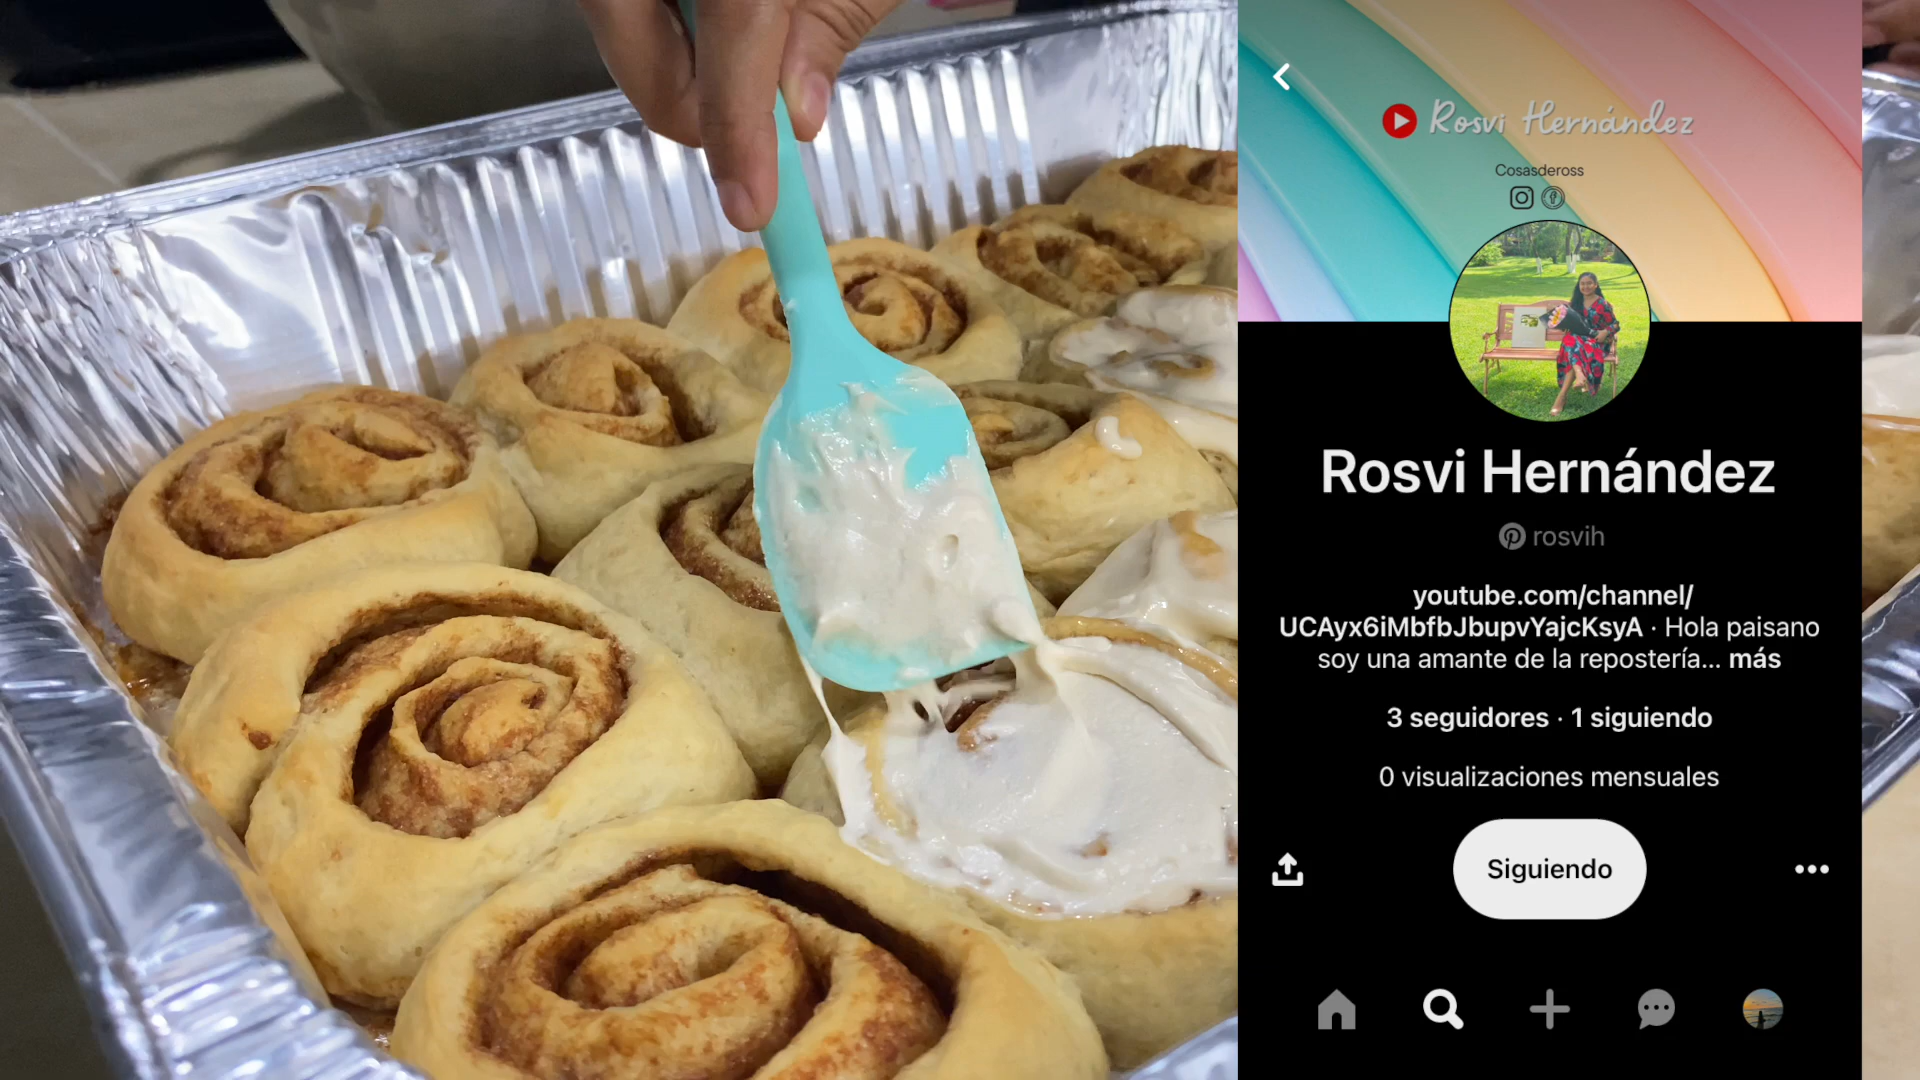 Rosvi Hernández
Cosasdeross
Rosvi Hernández
rosvih
youtube.com/channel/
UCAyx6iMbfbJbupvYajcKsyA · Hola paisano
soy una amante de la repostería... más
3 seguidores · 1 siguiendo
0 visualizaciones mensuales
Siguiendo